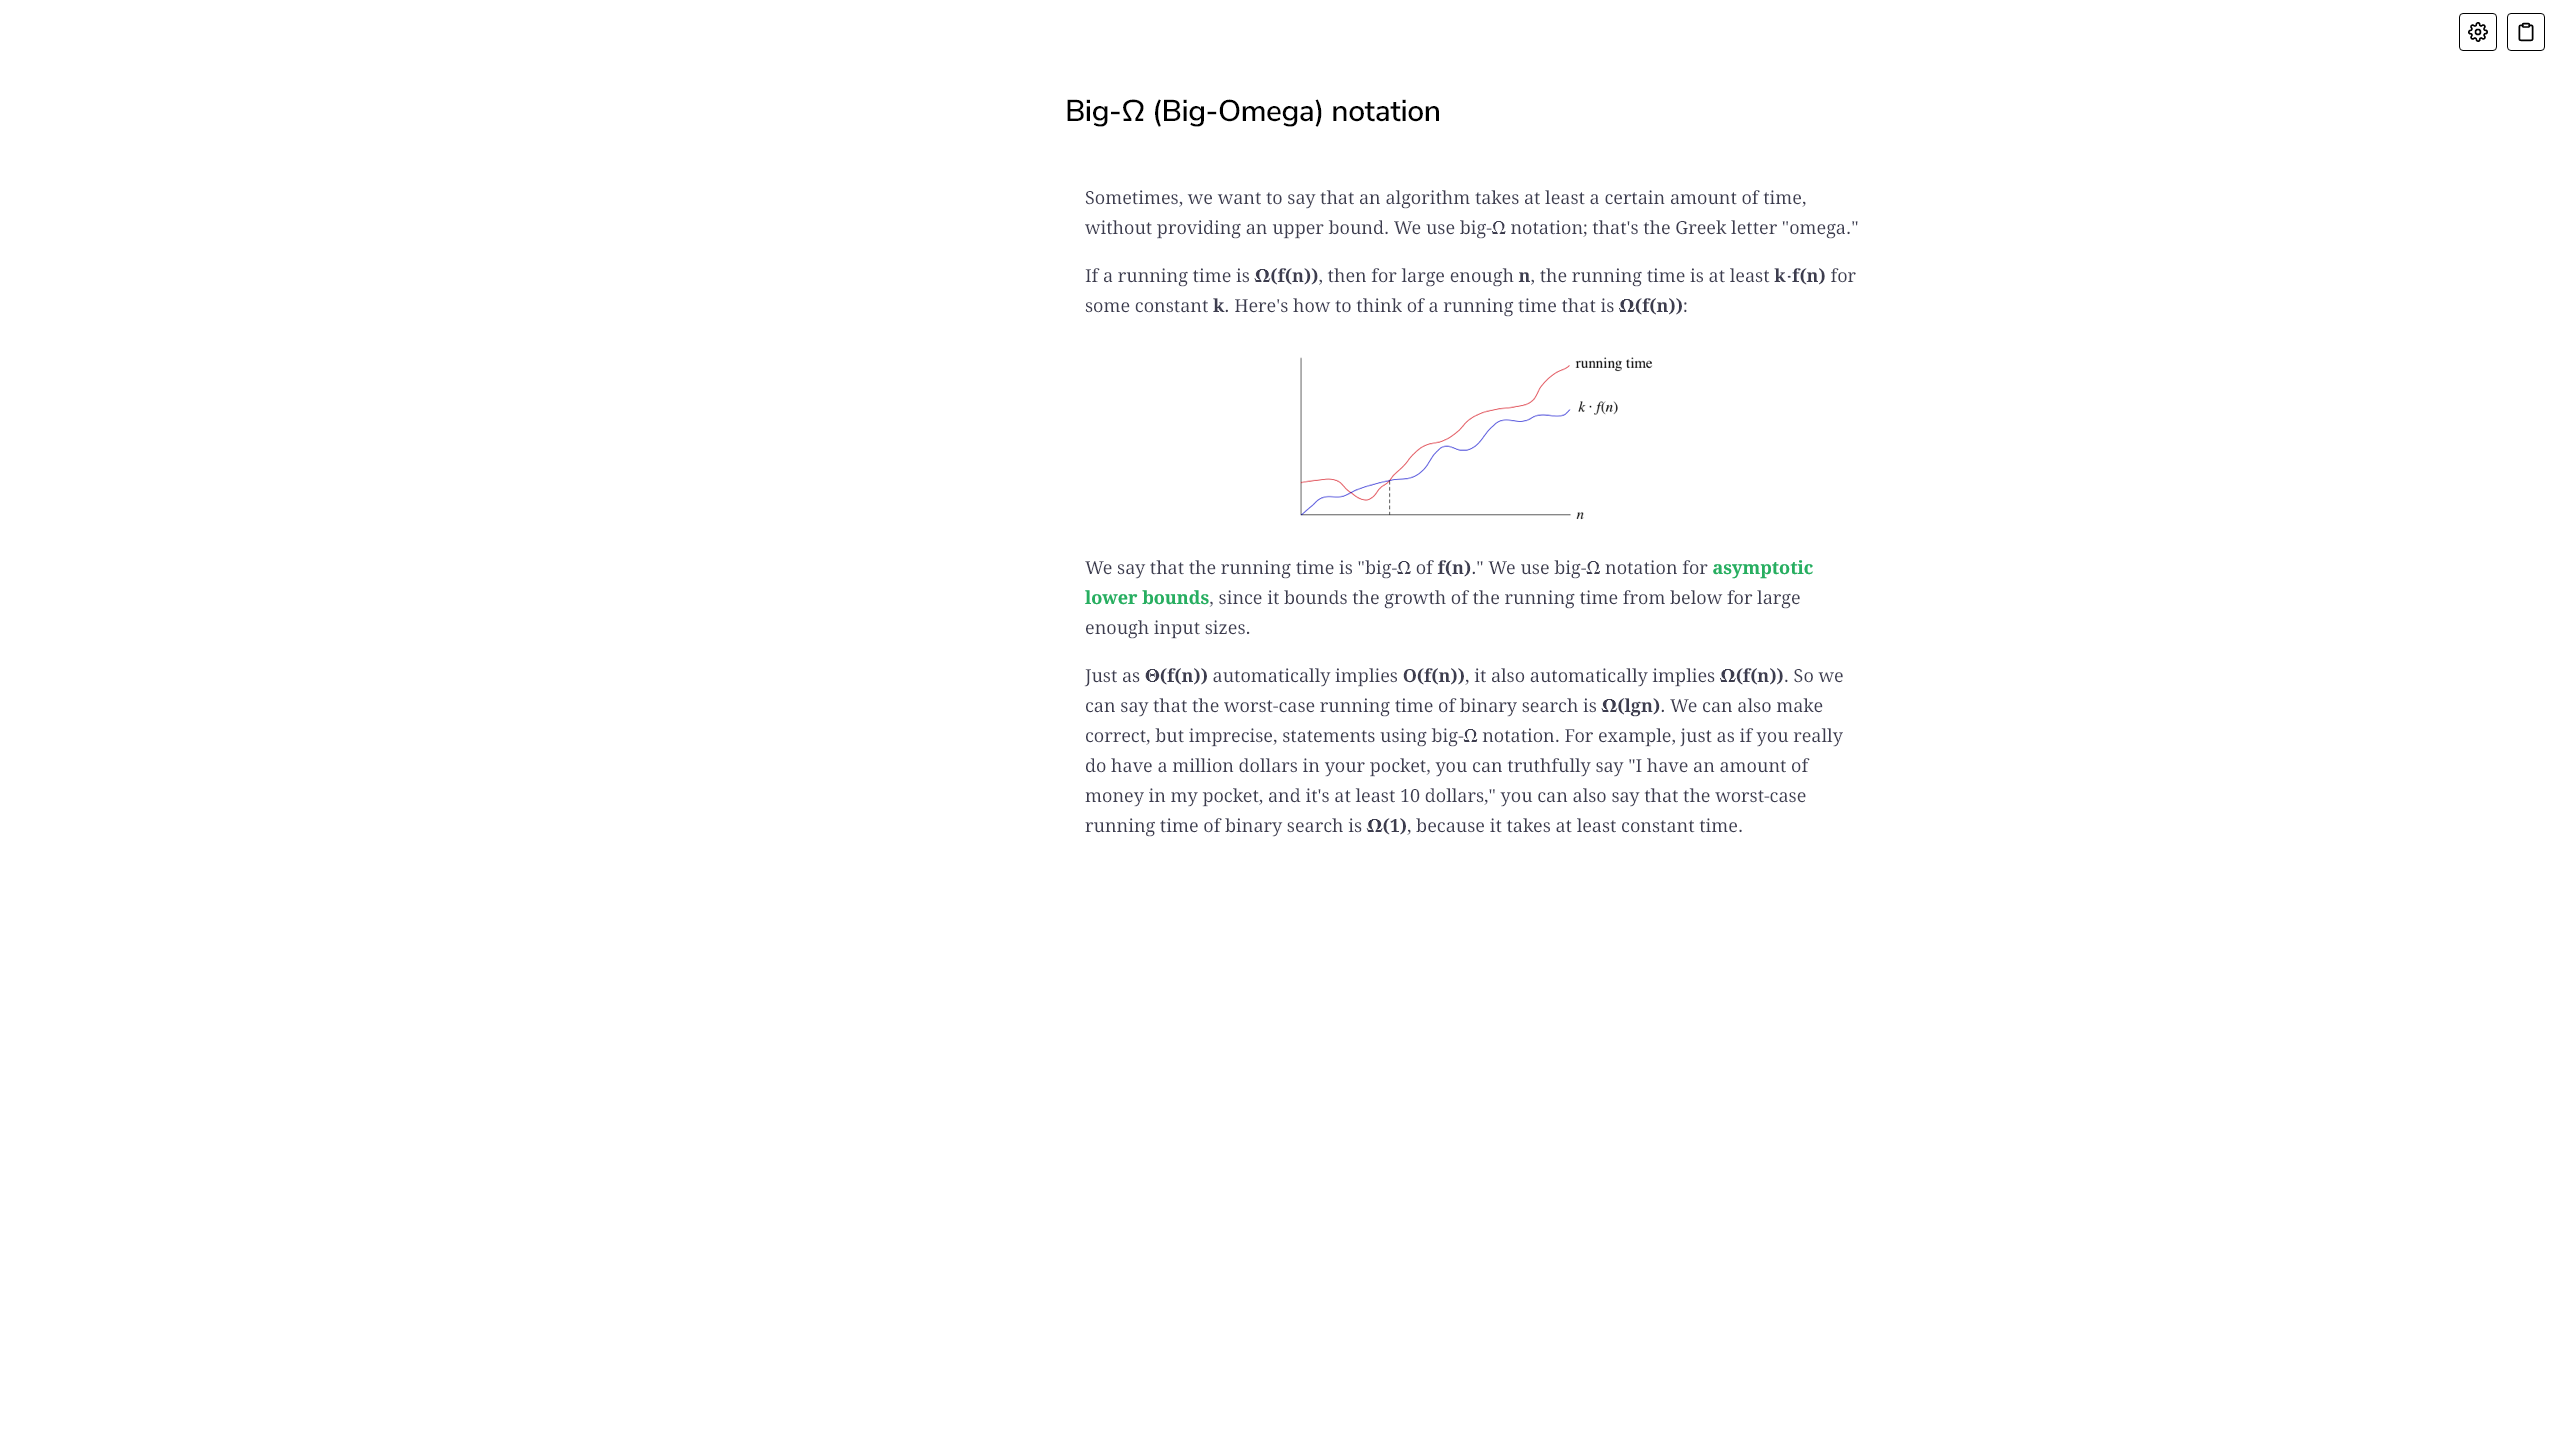 Big-Ω (Big-Omega) notation
Sometimes, we want to say that an algorithm takes at least a certain amount of time,
without providing an upper bound. We use big-Ω notation; that's the Greek letter "omega."
If a running time is Ω(f(n)), then for large enough n, the running time is at least k·f(n) for
some constant k. Here's how to think of a running time that is Ω(f(n)):
running time
k · f(n)
n
We say that the running time is "big-Ω of f(n)." We use big-Ω notation for asymptotic
lower bounds, since it bounds the growth of the running time from below for large
enough input sizes.
Just as Θ(f(n)) automatically implies O(f(n)), it also automatically implies Ω(f(n)). So we
can say that the worst-case running time of binary search is Ω(lgn). We can also make
correct, but imprecise, statements using big-Ω notation. For example, just as if you really
do have a million dollars in your pocket, you can truthfully say "I have an amount of
money in my pocket, and it's at least 10 dollars," you can also say that the worst-case
running time of binary search is Ω(1), because it takes at least constant time.